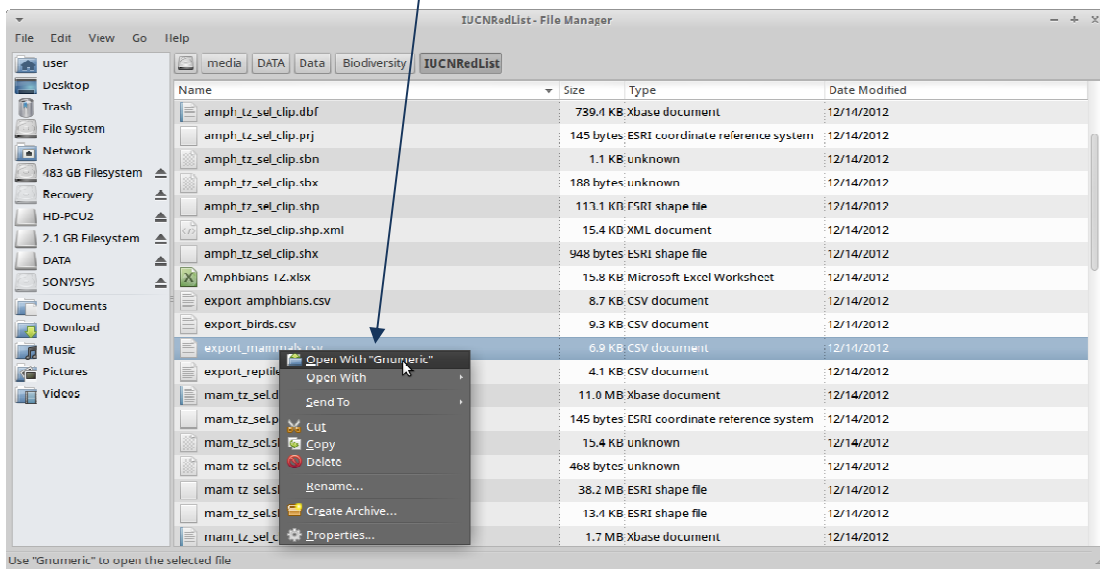 IUCNRedList - File Manager
File Edit View Go Help
user
Desktop
Trash
File System
Network
483 GB Filesystem
Recovery
HD-PCU2
2.1 GB Filesystem
DATA
SONYSYS
Documents
Download
Music
Pictures
Videos
media DATA Data Biodiversity IUCNRedList
Name Size Type Date Modified
amph_tz_sel_clip.dbf 739.4 KB Xbase document 12/14/2012
amph_tz_sel_clip.prj 145 bytes ESRI coordinate reference system 12/14/2012
amph_tz_sel_clip.sbn 1.1 KB unknown 12/14/2012
amph_tz_sel_clip.sbx 188 bytes unknown 12/14/2012
amph_tz_sel_clip.shp 113.1 KB ESRI shape file 12/14/2012
amph_tz_sel_clip.shp.xml 15.4 KB XML document 12/14/2012
amph_tz_sel_clip.shx 948 bytes ESRI shape file 12/14/2012
Amphbians TZ.xlsx 15.8 KB Microsoft Excel Worksheet 12/14/2012
export_amphbians.csv 8.7 KB CSV document 12/14/2012
export_birds.csv 9.3 KB CSV document 12/14/2012
export_mammals.csv 6.9 KB CSV document 12/14/2012
export_reptile 4.1 KB CSV document 12/14/2012
mam_tz_sel.d 11.0 MB Xbase document 12/14/2012
mam_tz_sel.p 145 bytes ESRI coordinate reference system 12/14/2012
mam_tz_sel.s 15.4 KB unknown 12/14/2012
mam_tz_sel.s 468 bytes unknown 12/14/2012
mam_tz_sel.s 38.2 MB ESRI shape file 12/14/2012
mam_tz_sel.s 13.4 KB ESRI shape file 12/14/2012
mam_tz_sel_c 1.7 MB Xbase document 12/14/2012
Open With "Gnumeric"
Open With
Send To
Cut
Copy
Delete
Rename...
Create Archive...
Properties...
Use "Gnumeric" to open the selected file